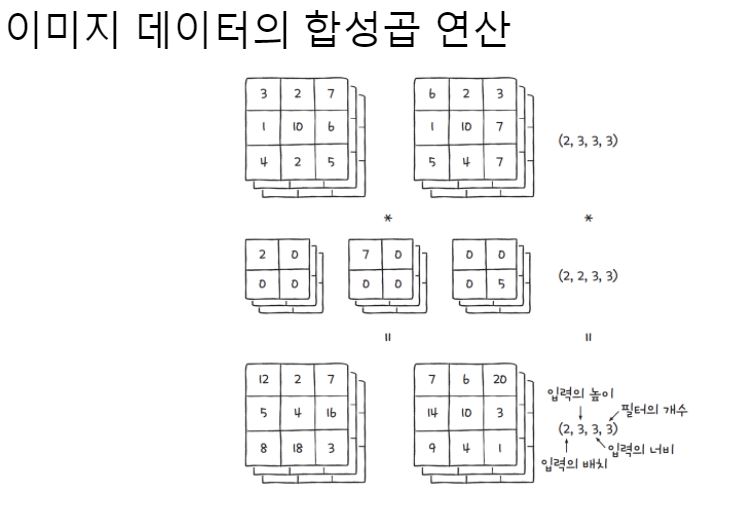 이미지 데이터의 합성곱 연산
3 2 7
1 10 6
4 2 5
6 2 3
1 10 7
5 4 7
(2, 3, 3, 3)
* *
2 0
0 0
7 0
0 0
0 0
0 5
(2, 2, 3, 3)
= =
12 2 7
5 4 16
8 18 3
7 6 20
14 10 3
9 4 1
입력의 높이
필터의 개수
(2, 3, 3, 3)
입력의 너비
입력의 배치